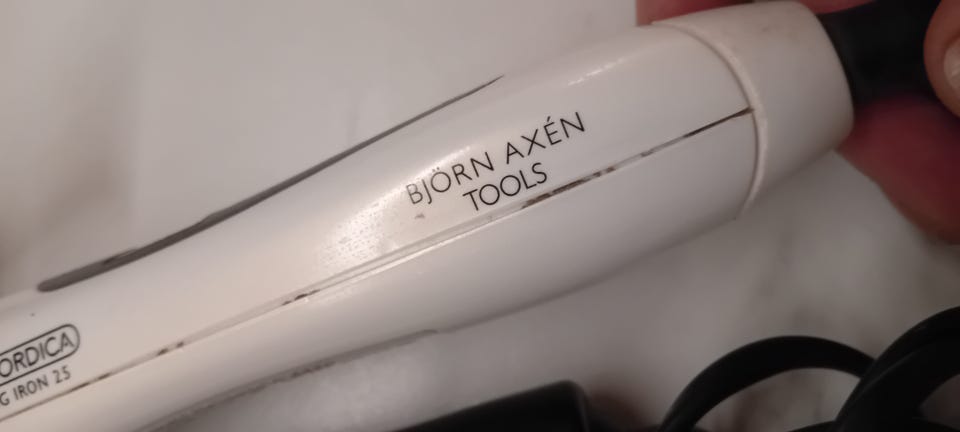 BJÖRN AXÉN
TOOLS
ORDICA
G IRON 25